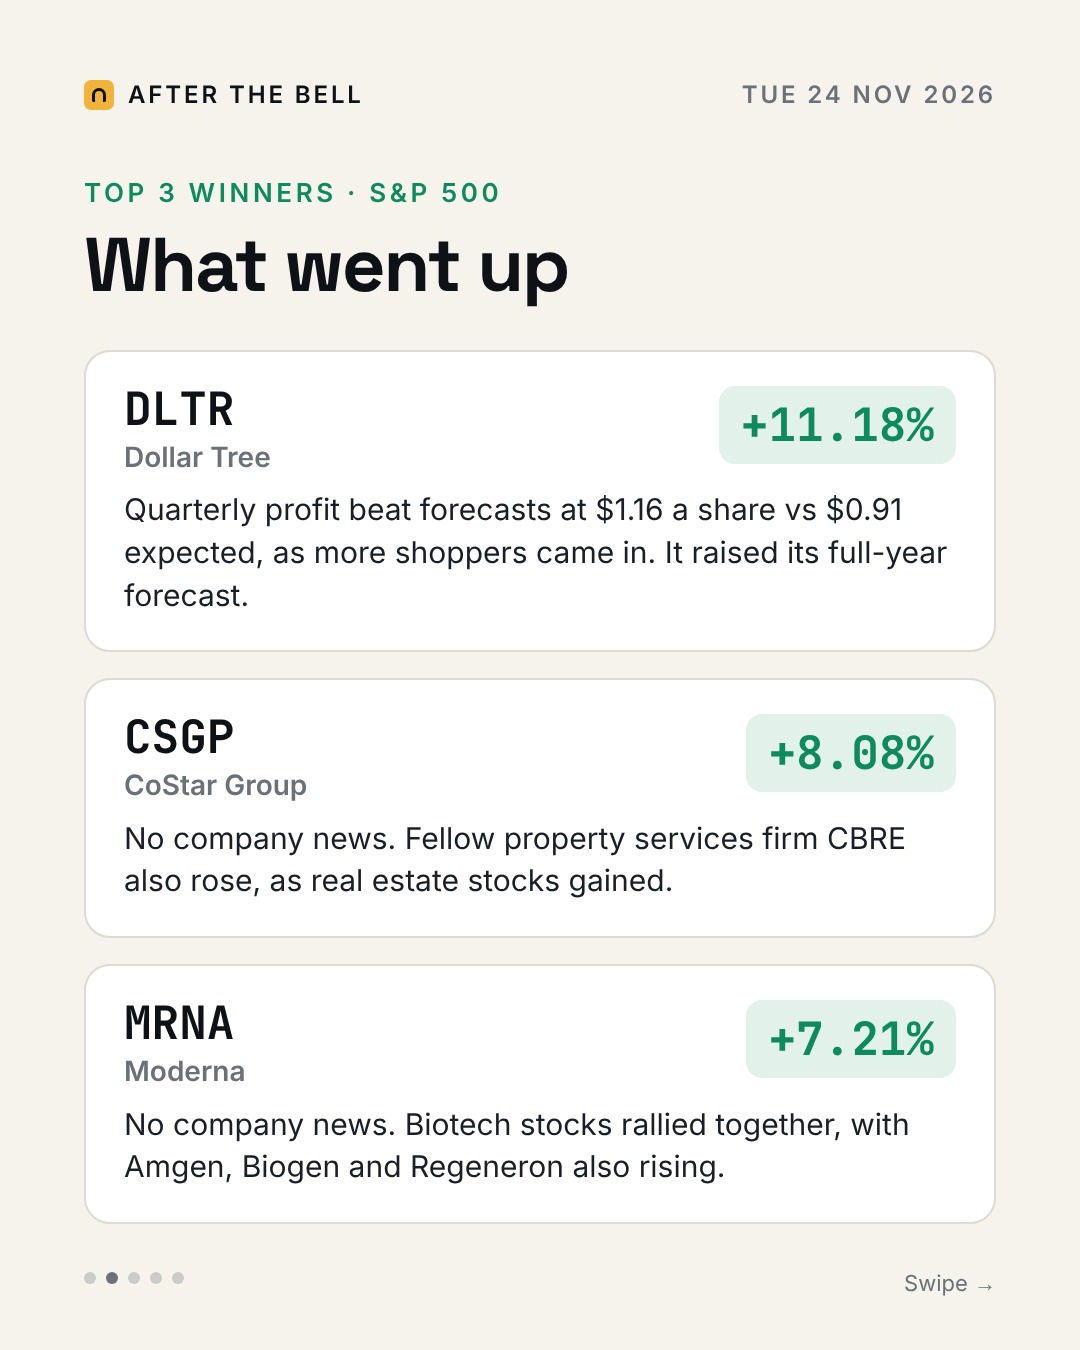 AFTER THE BELL
TUE 24 NOV 2026
TOP 3 WINNERS · S&P 500
What went up
DLTR
+11.18%
Dollar Tree
Quarterly profit beat forecasts at $1.16 a share vs $0.91
expected, as more shoppers came in. It raised its full-year
forecast.
CSGP
+8.08%
CoStar Group
No company news. Fellow property services firm CBRE
also rose, as real estate stocks gained.
MRNA
+7.21%
Moderna
No company news. Biotech stocks rallied together, with
Amgen, Biogen and Regeneron also rising.
Swipe →